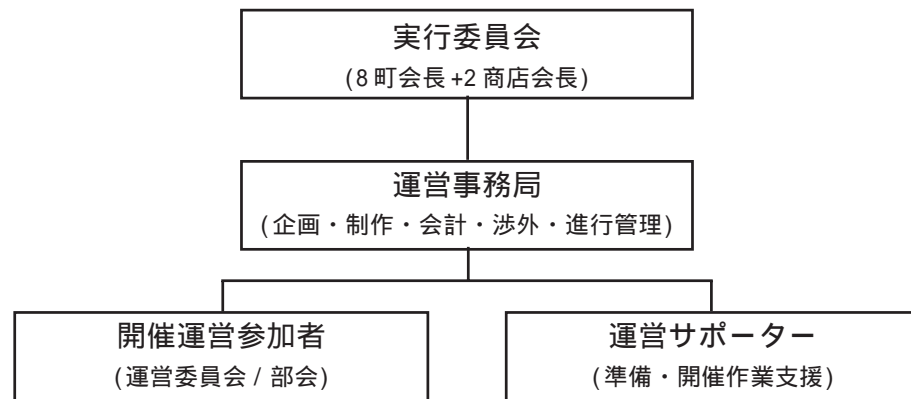 実行委員会
(8町会長+2商店会長)
運営事務局
(企画・制作・会計・渉外・進行管理)
開催運営参加者
(運営委員会 / 部会)
運営サポーター
(準備・開催作業支援)